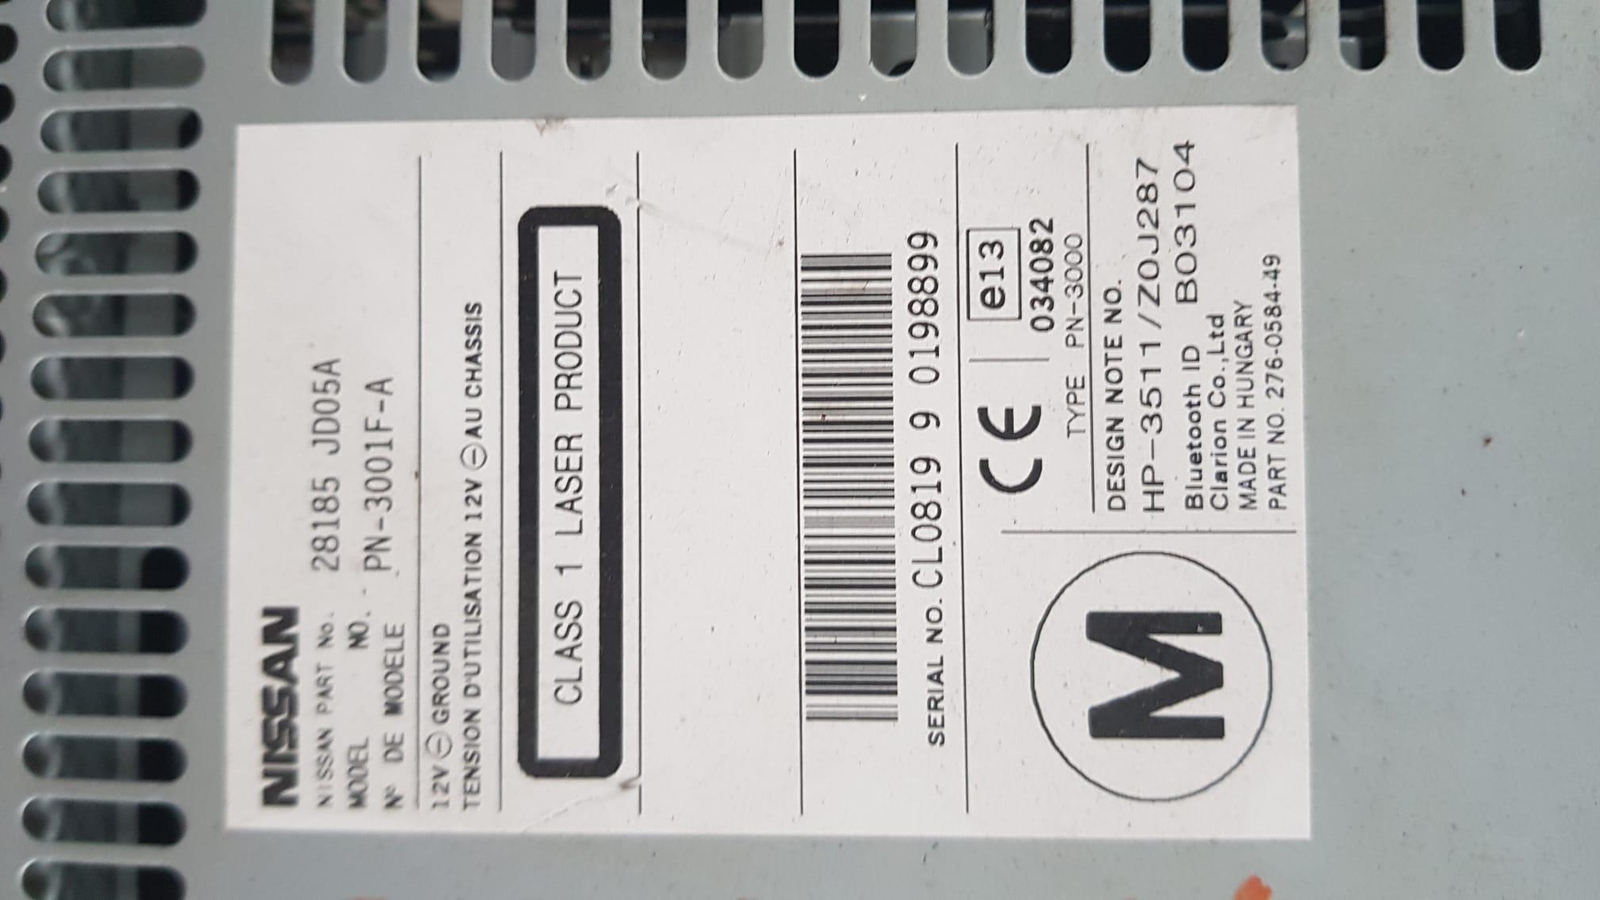 NISSAN
NISSAN PART No. 28185 JD05A
MODEL NO. PN-3001F-A
Nº DE MODELE
12V ⊖ GROUND
TENSION D'UTILISATION 12V ⊖ AU CHASSIS
CLASS 1 LASER PRODUCT
SERIAL NO. CL0819 9 0198899
CE e13
034082
TYPE PN-3000
M
DESIGN NOTE NO.
HP-3511/Z0J287
Bluetooth ID B03104
Clarion Co.,Ltd
MADE IN HUNGARY
PART NO. 276-0584-49